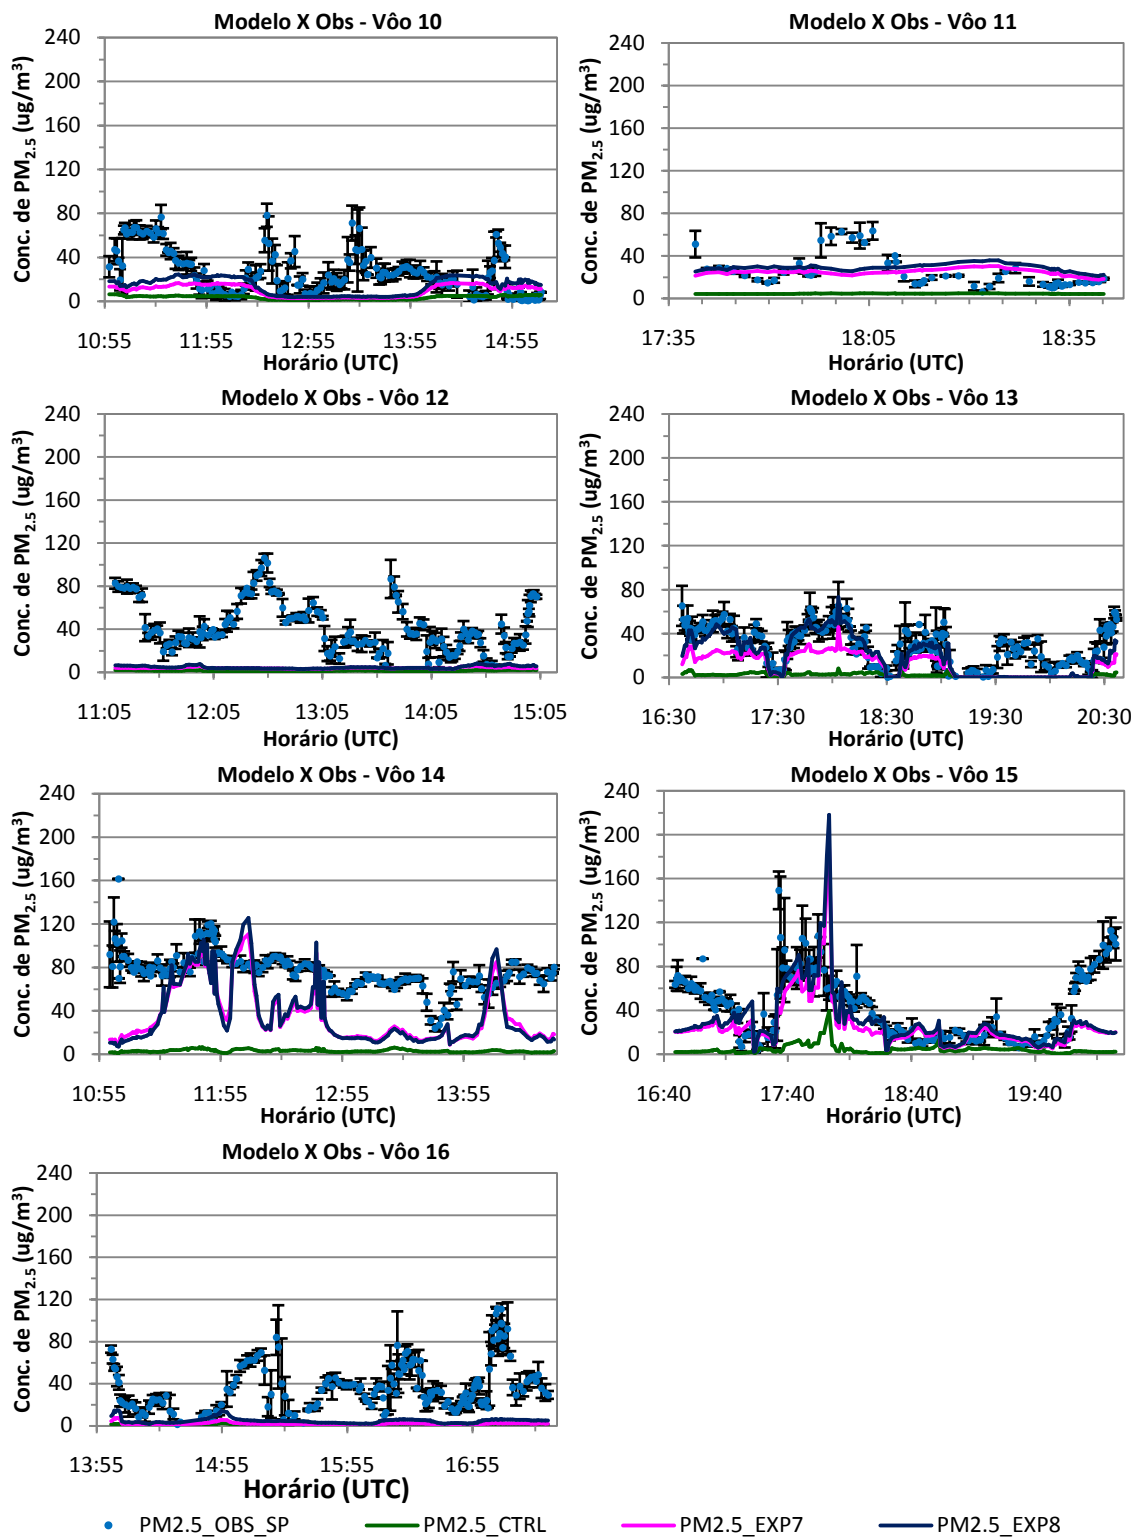 Modelo X Obs - Vôo 10
Conc. de PM2.5 (ug/m³)
240
200
160
120
80
40
0
10:55 11:55 12:55 13:55 14:55
Horário (UTC)
Modelo X Obs - Vôo 11
Conc. de PM2.5 (ug/m³)
240
200
160
120
80
40
0
17:35 18:05 18:35
Horário (UTC)
Modelo X Obs - Vôo 12
Conc. de PM2.5 (ug/m³)
240
200
160
120
80
40
0
11:05 12:05 13:05 14:05 15:05
Horário (UTC)
Modelo X Obs - Vôo 13
Conc. de PM2.5 (ug/m³)
240
200
160
120
80
40
0
16:30 17:30 18:30 19:30 20:30
Horário (UTC)
Modelo X Obs - Vôo 14
Conc. de PM2.5 (ug/m³)
240
200
160
120
80
40
0
10:55 11:55 12:55 13:55
Horário (UTC)
Modelo X Obs - Vôo 15
Conc. de PM2.5 (ug/m³)
240
200
160
120
80
40
0
16:40 17:40 18:40 19:40
Horário (UTC)
Modelo X Obs - Vôo 16
Conc. de PM2.5 (ug/m³)
240
200
160
120
80
40
0
13:55 14:55 15:55 16:55
Horário (UTC)
PM2.5_OBS_SP PM2.5_CTRL PM2.5_EXP7 PM2.5_EXP8